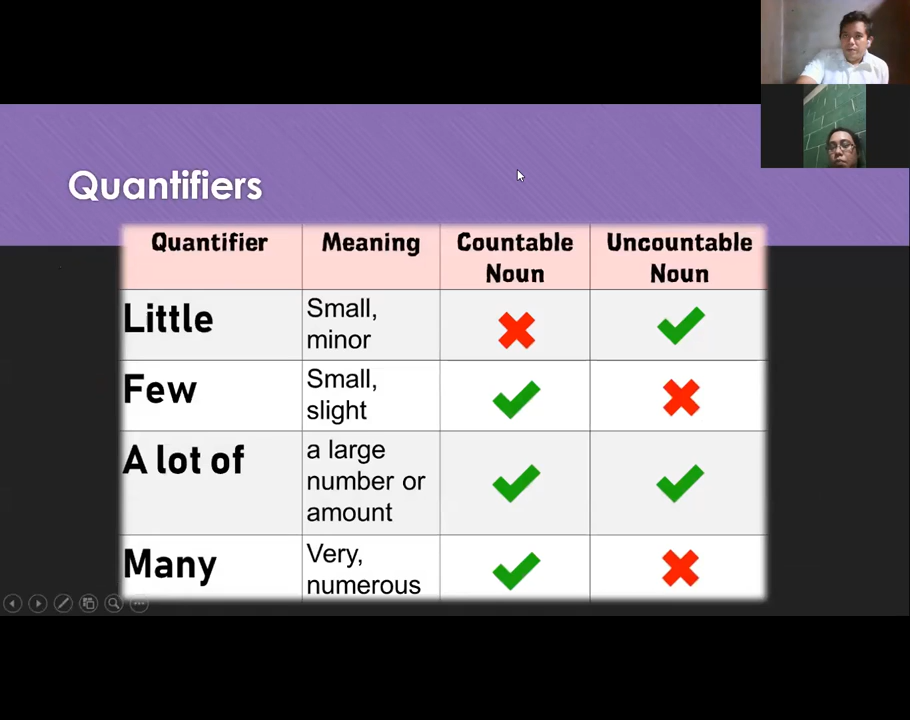 Quantifiers
Quantifier Meaning Countable Noun Uncountable Noun
Little Small, minor
Few Small, slight
A lot of a large number or amount
Many Very, numerous